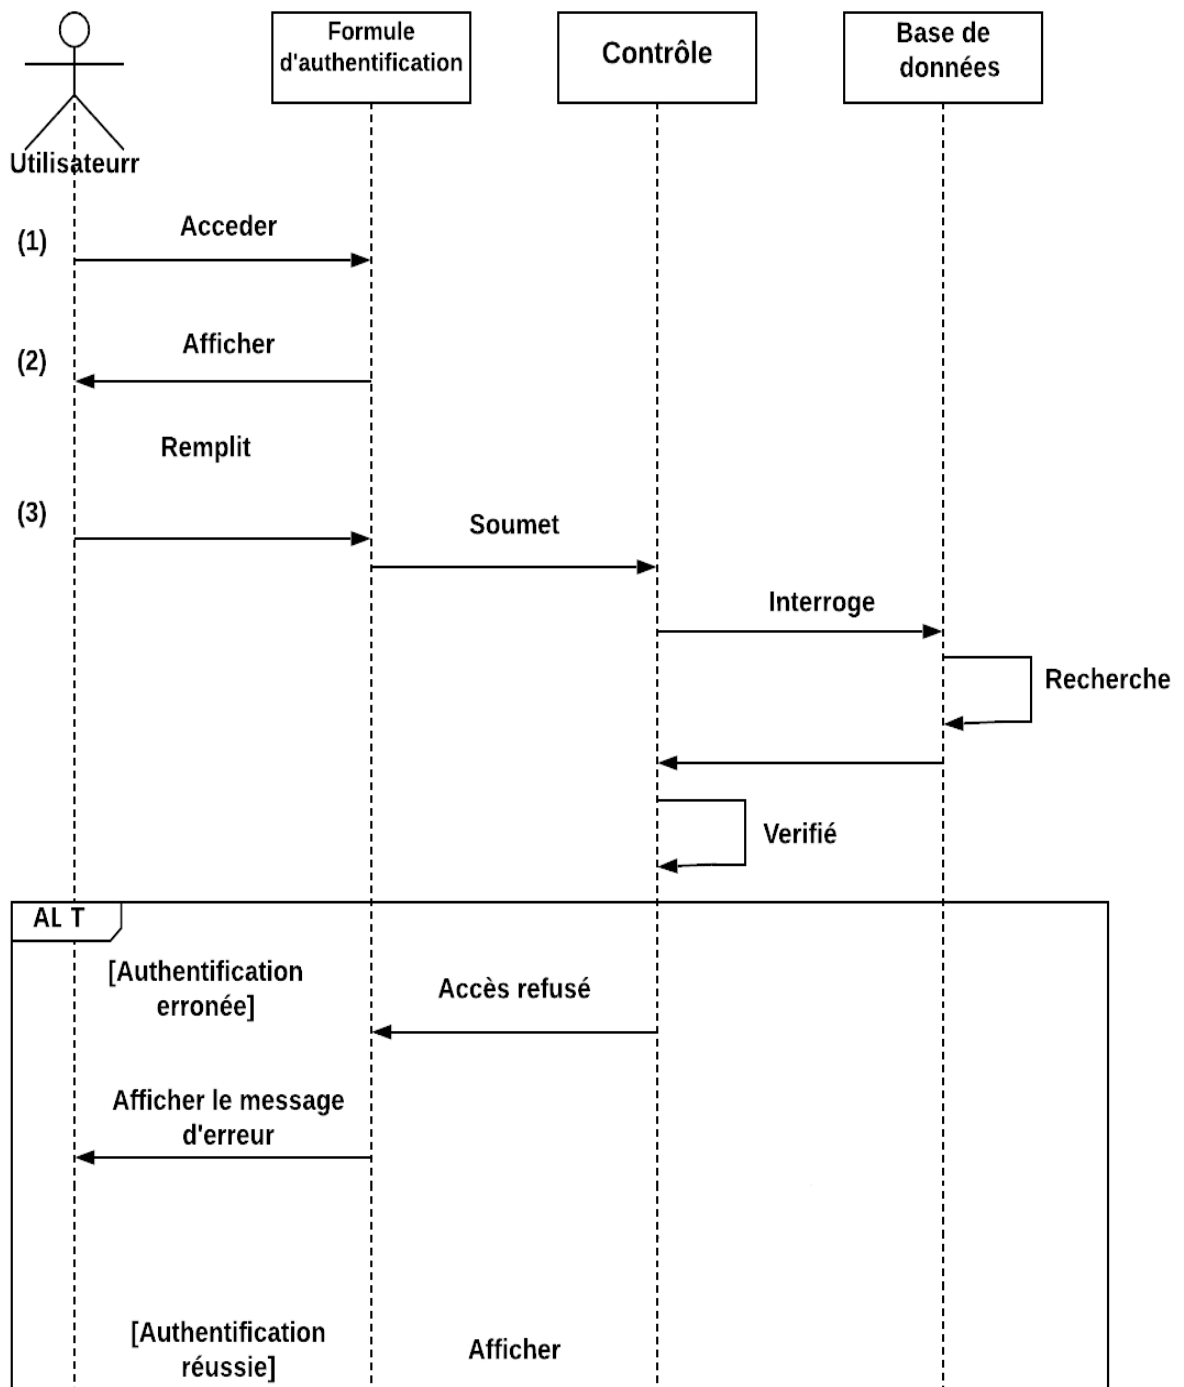 Formule
d'authentification
Contrôle
Base de
données
Utilisateurr
Acceder
(1)
Afficher
(2)
Remplit
(3)
Soumet
Interroge
Recherche
Verifié
AL T
[Authentification
erronée]
Accès refusé
Afficher le message
d'erreur
[Authentification
réussie]
Afficher